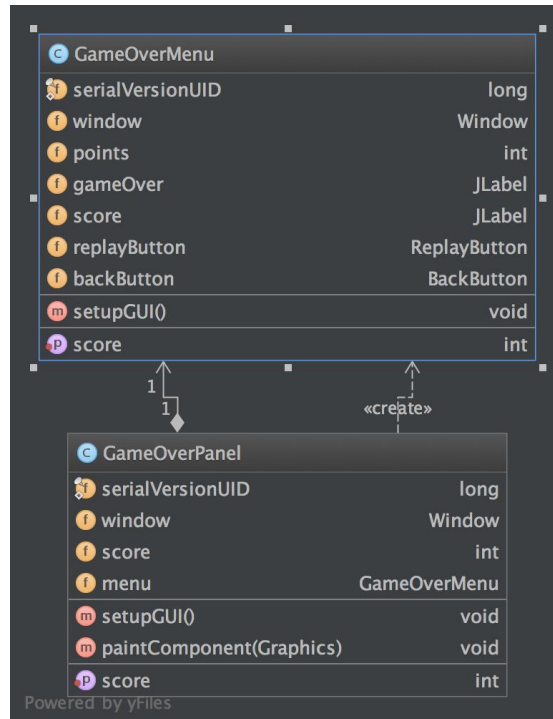 C GameOverMenu
f serialVersionUID long
f window Window
f points int
f gameOver JLabel
f score JLabel
f replayButton ReplayButton
f backButton BackButton
m setupGUI() void
p score int
1
1
«create»
C GameOverPanel
f serialVersionUID long
f window Window
f score int
f menu GameOverMenu
m setupGUI() void
m paintComponent(Graphics) void
p score int
Powered by yFiles